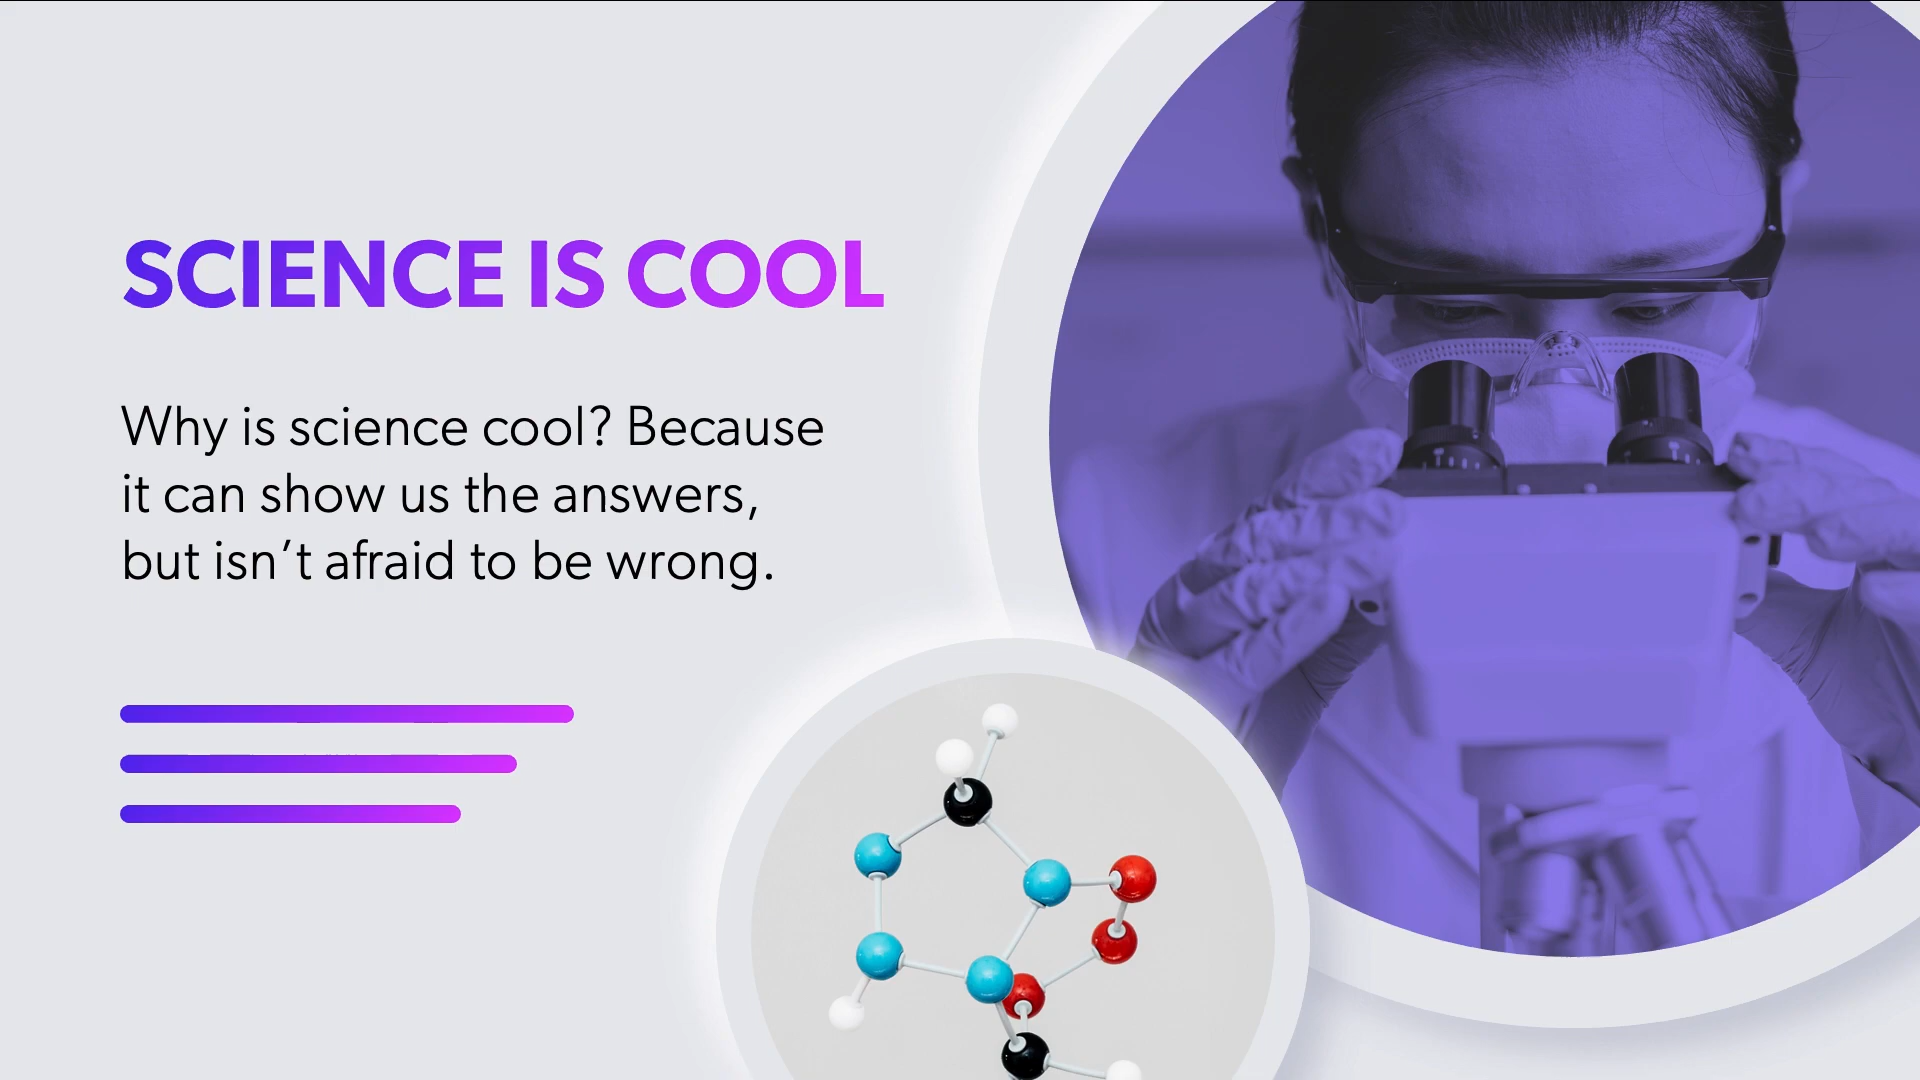 SCIENCE IS COOL
Why is science cool? Because
it can show us the answers,
but isn't afraid to be wrong.